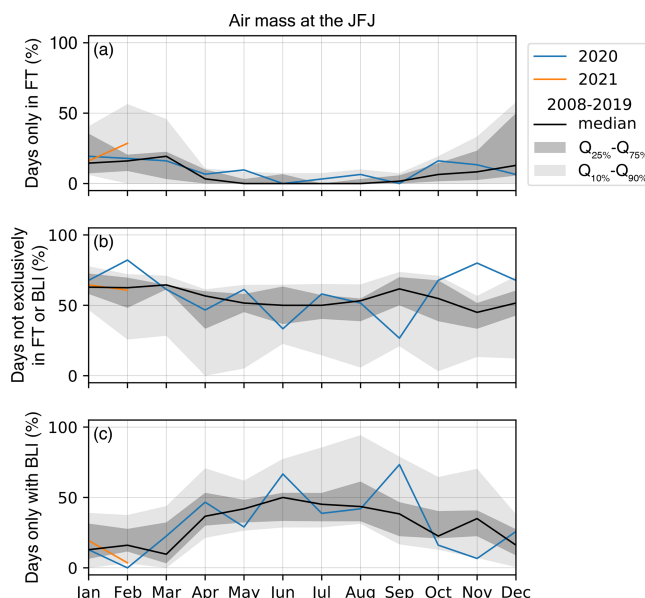 Air mass at the JFJ
(a)
100
50
0
Days only in FT (%)
2020
2021
2008-2019
median
Q25%-Q75%
Q10%-Q90%
(b)
100
50
0
Days not exclusively
in FT or BLI (%)
(c)
100
50
0
Days only with BLI (%)
Jan Feb Mar Apr May Jun Jul Aug Sep Oct Nov Dec